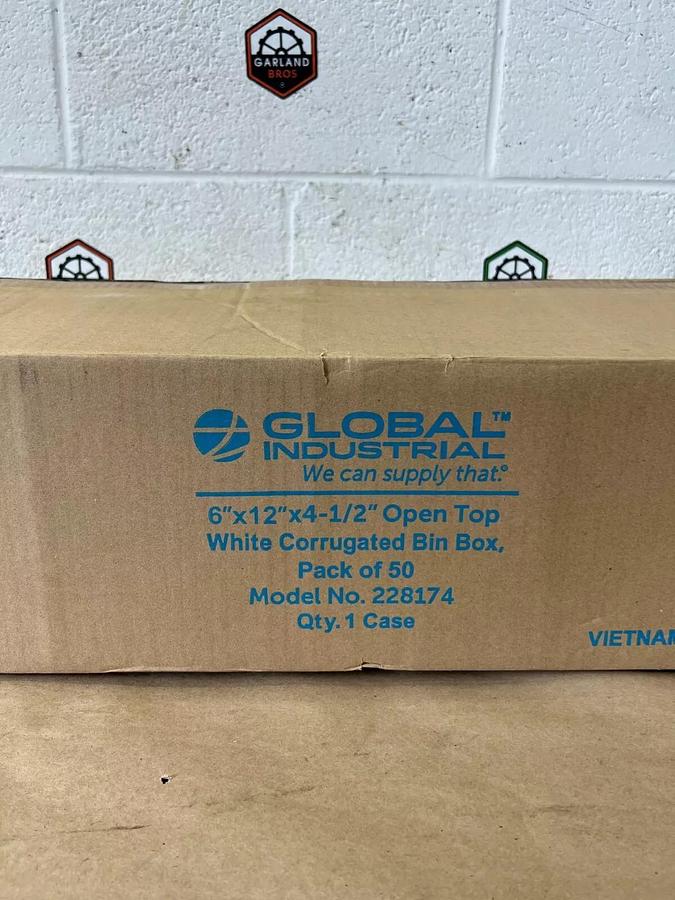 GARLAND
BROS
GLOBAL™
INDUSTRIAL
We can supply that.®
6"x12"x4-1/2" Open Top
White Corrugated Bin Box,
Pack of 50
Model No. 228174
Qty. 1 Case
VIETNAM